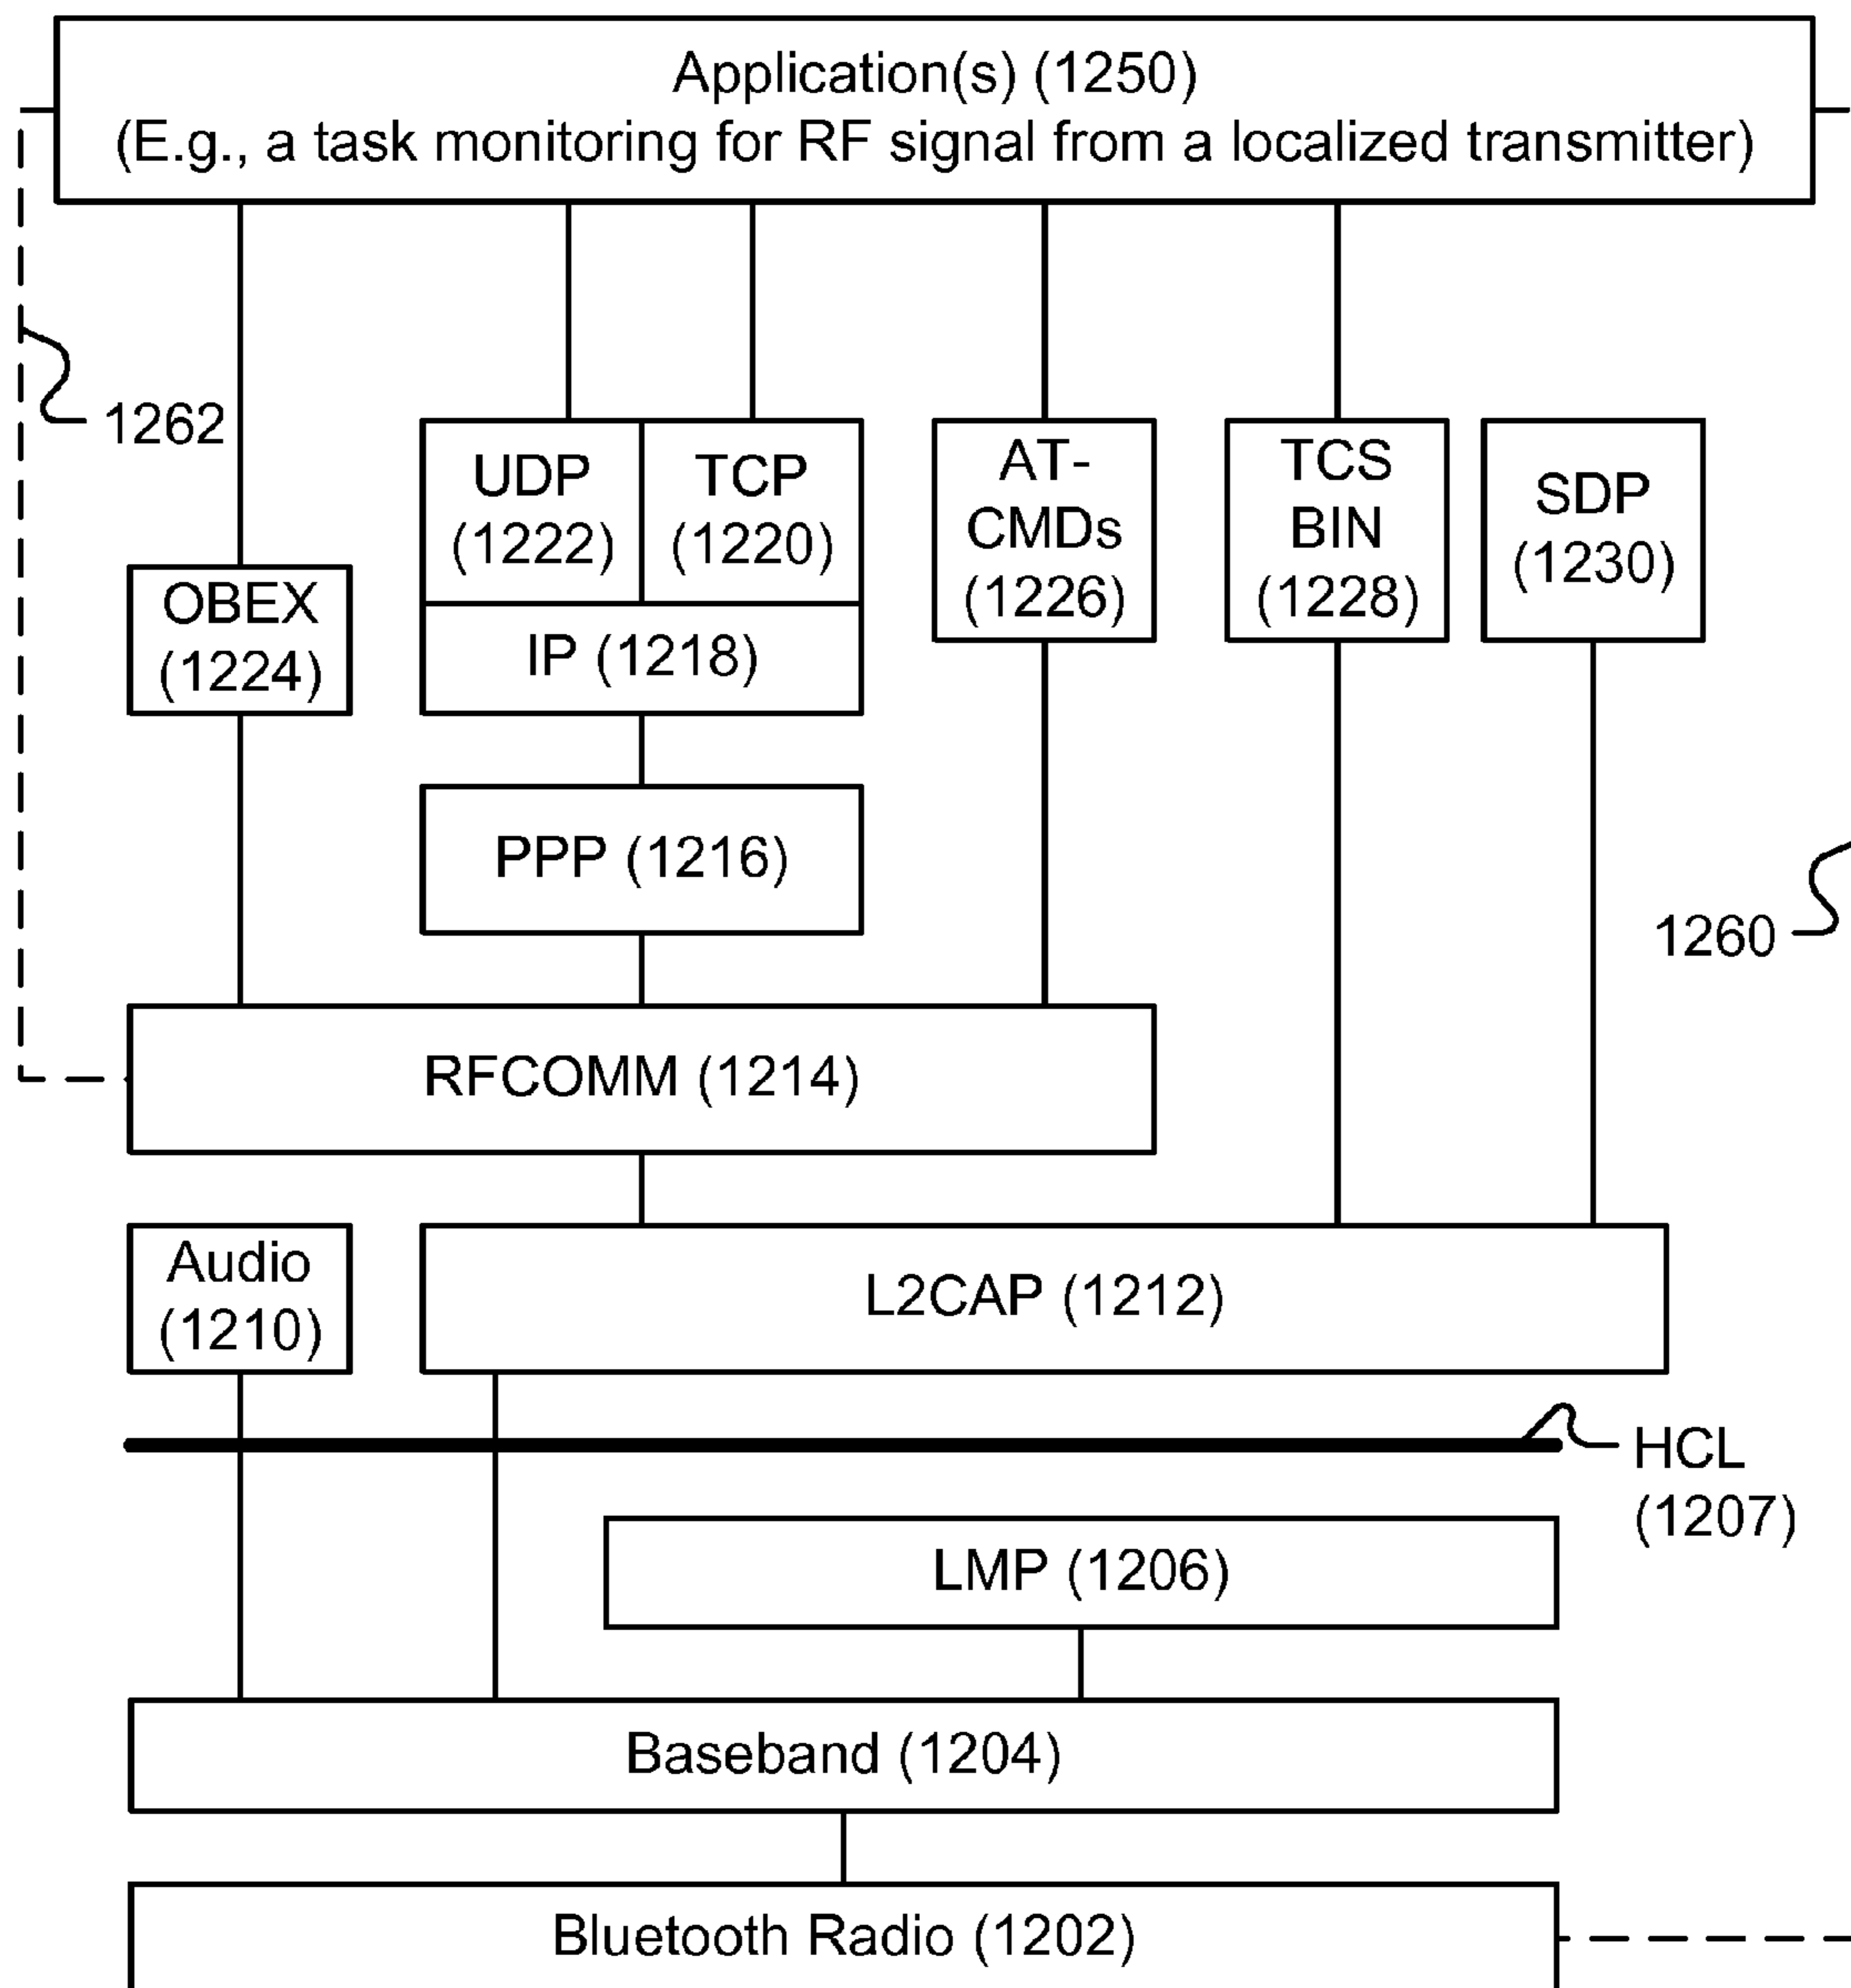 Application(s) (1250)
(E.g., a task monitoring for RF signal from a localized transmitter)
1262
UDP
(1222)
TCP
(1220)
AT-
CMDs
(1226)
TCS
BIN
(1228)
SDP
(1230)
OBEX
(1224)
IP (1218)
PPP (1216)
1260
RFCOMM (1214)
Audio
(1210)
L2CAP (1212)
HCL
(1207)
LMP (1206)
Baseband (1204)
Bluetooth Radio (1202)